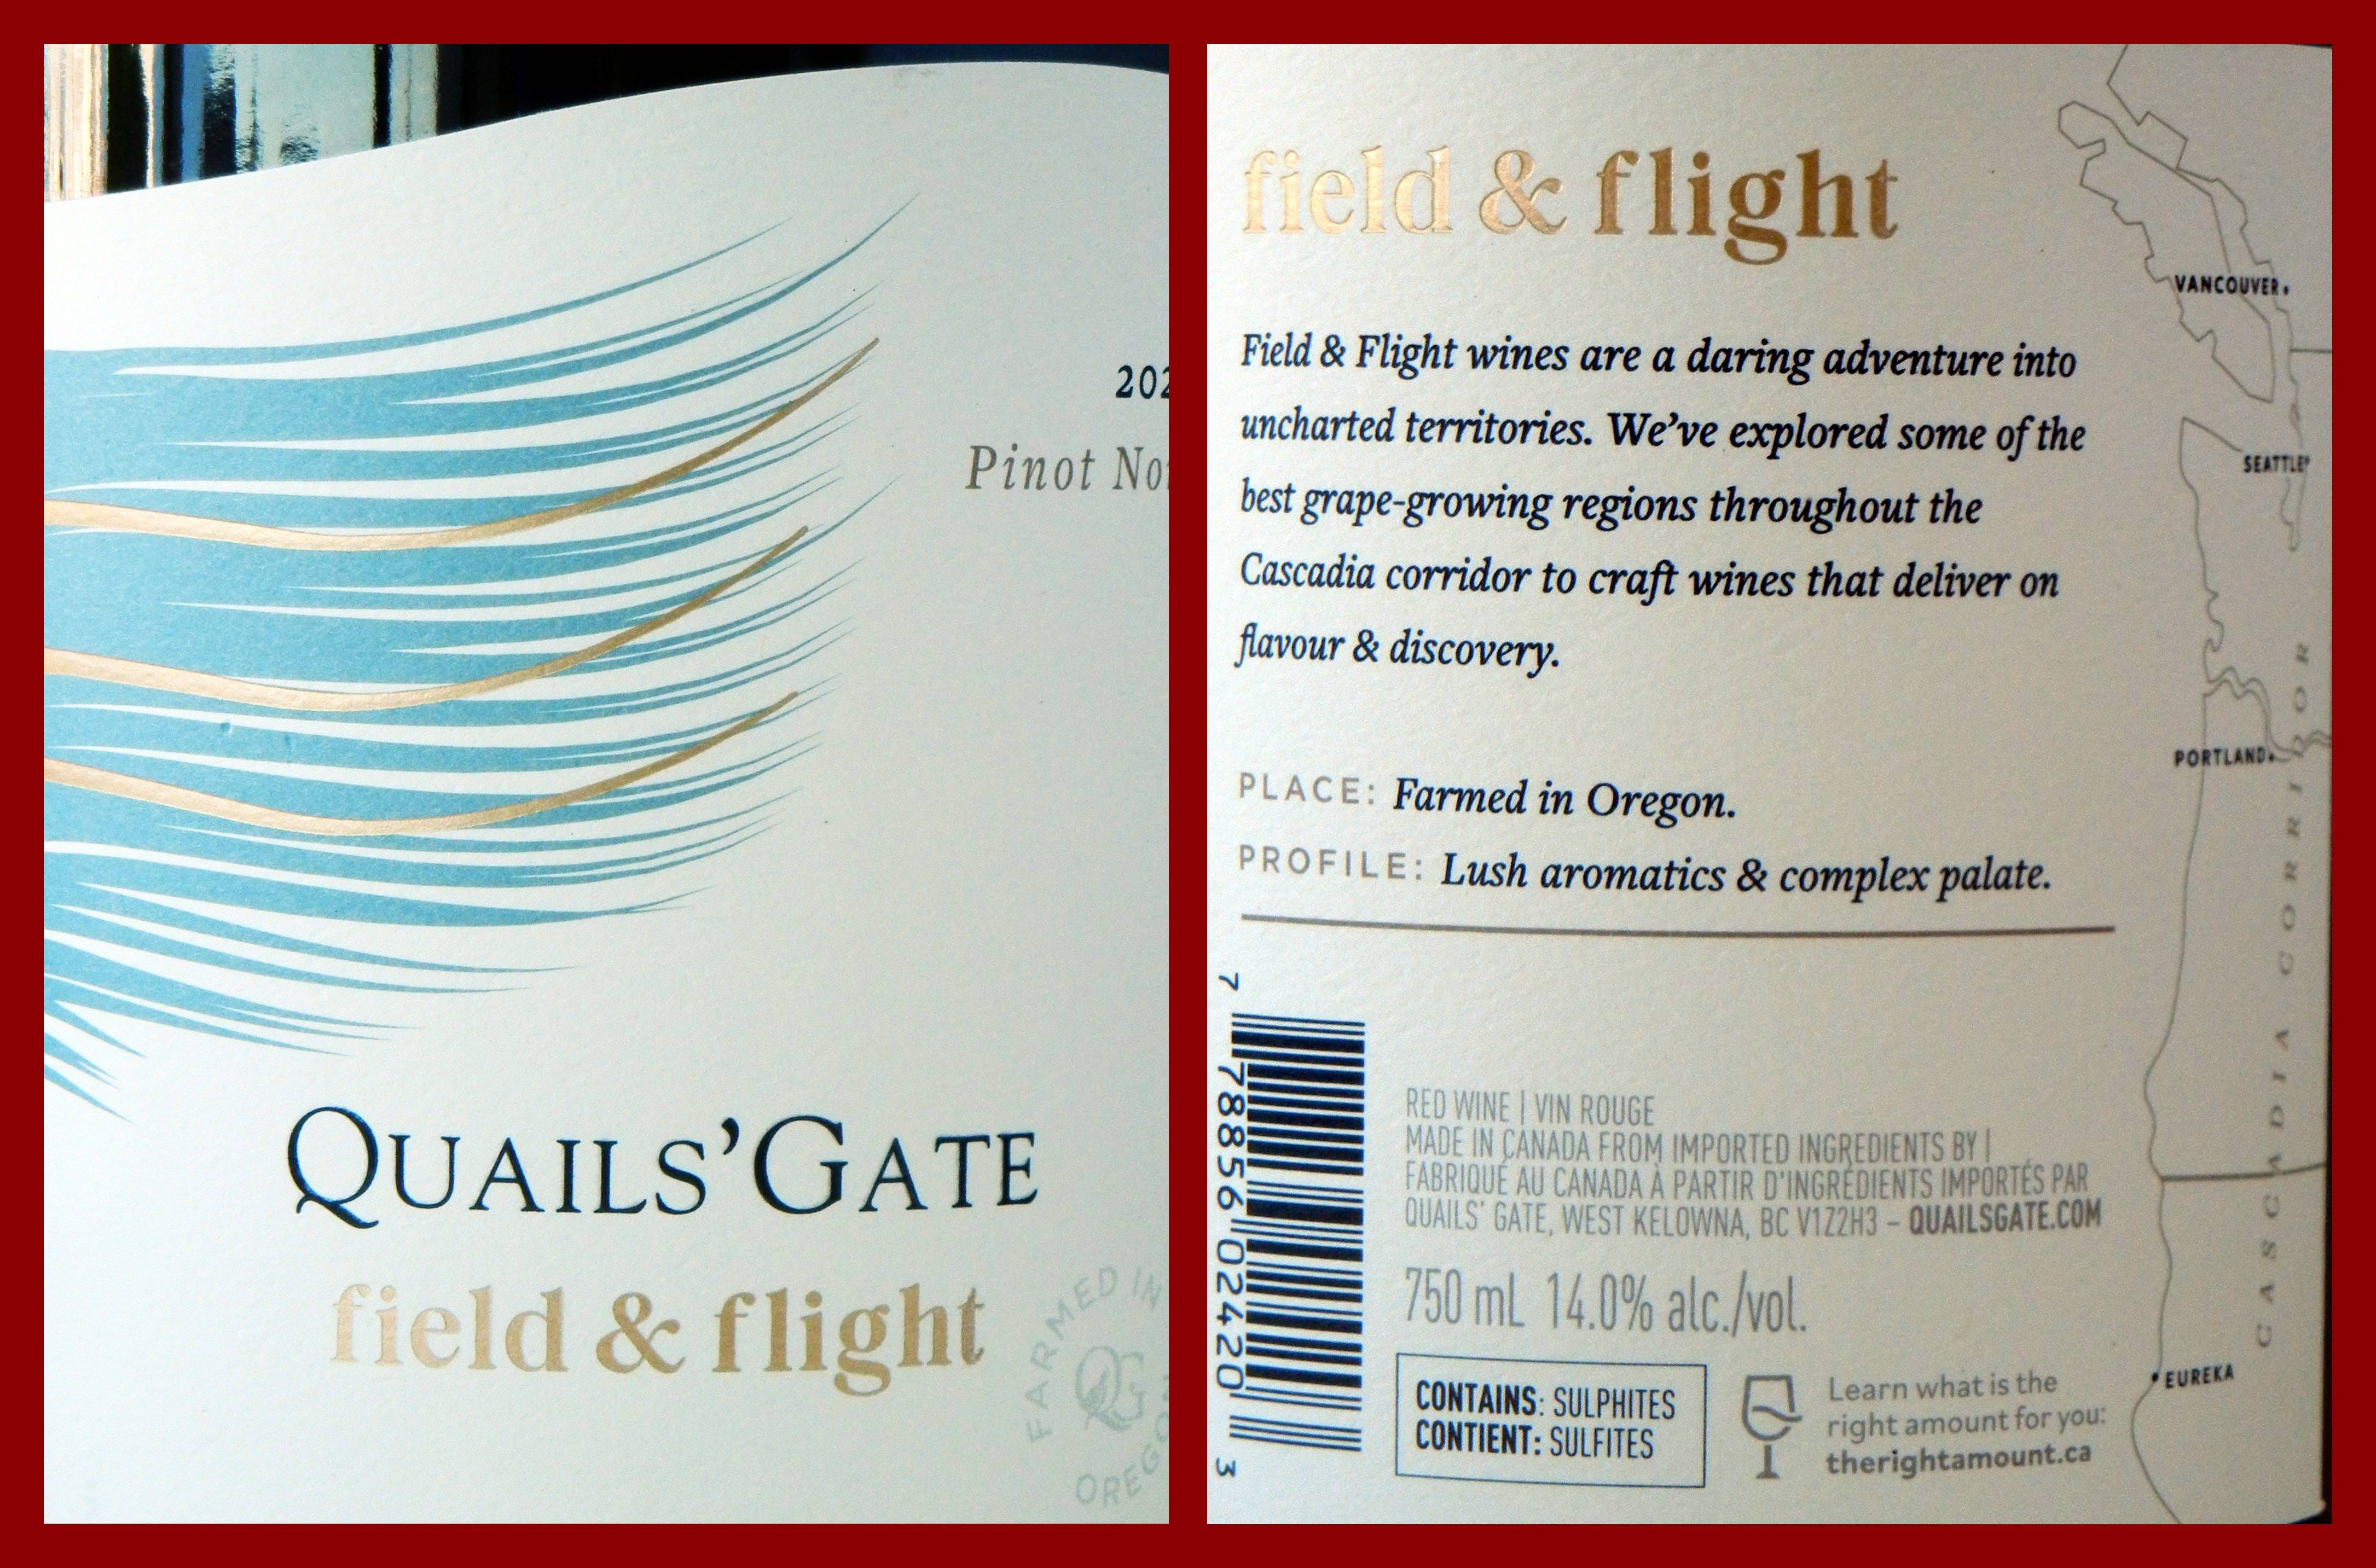 202
Pinot No
QUAILS' GATE
field & flight
FARMED IN
QG
OREGO
field & flight
Field & Flight wines are a daring adventure into
uncharted territories. We've explored some of the
best grape-growing regions throughout the
Cascadia corridor to craft wines that deliver on
flavour & discovery.
PLACE: Farmed in Oregon.
PROFILE: Lush aromatics & complex palate.
7 78856 02420 3
RED WINE | VIN ROUGE
MADE IN CANADA FROM IMPORTED INGREDIENTS BY |
FABRIQUÉ AU CANADA À PARTIR D'INGRÉDIENTS IMPORTÉS PAR
QUAILS' GATE, WEST KELOWNA, BC V1Z2H3 – QUAILSGATE.COM
750 mL 14.0% alc./vol.
CONTAINS: SULPHITES
CONTIENT: SULFITES
Learn what is the
right amount for you:
therightamount.ca
VANCOUVER
SEATTLE
PORTLAND
EUREKA
CASCADIA CORRIDOR